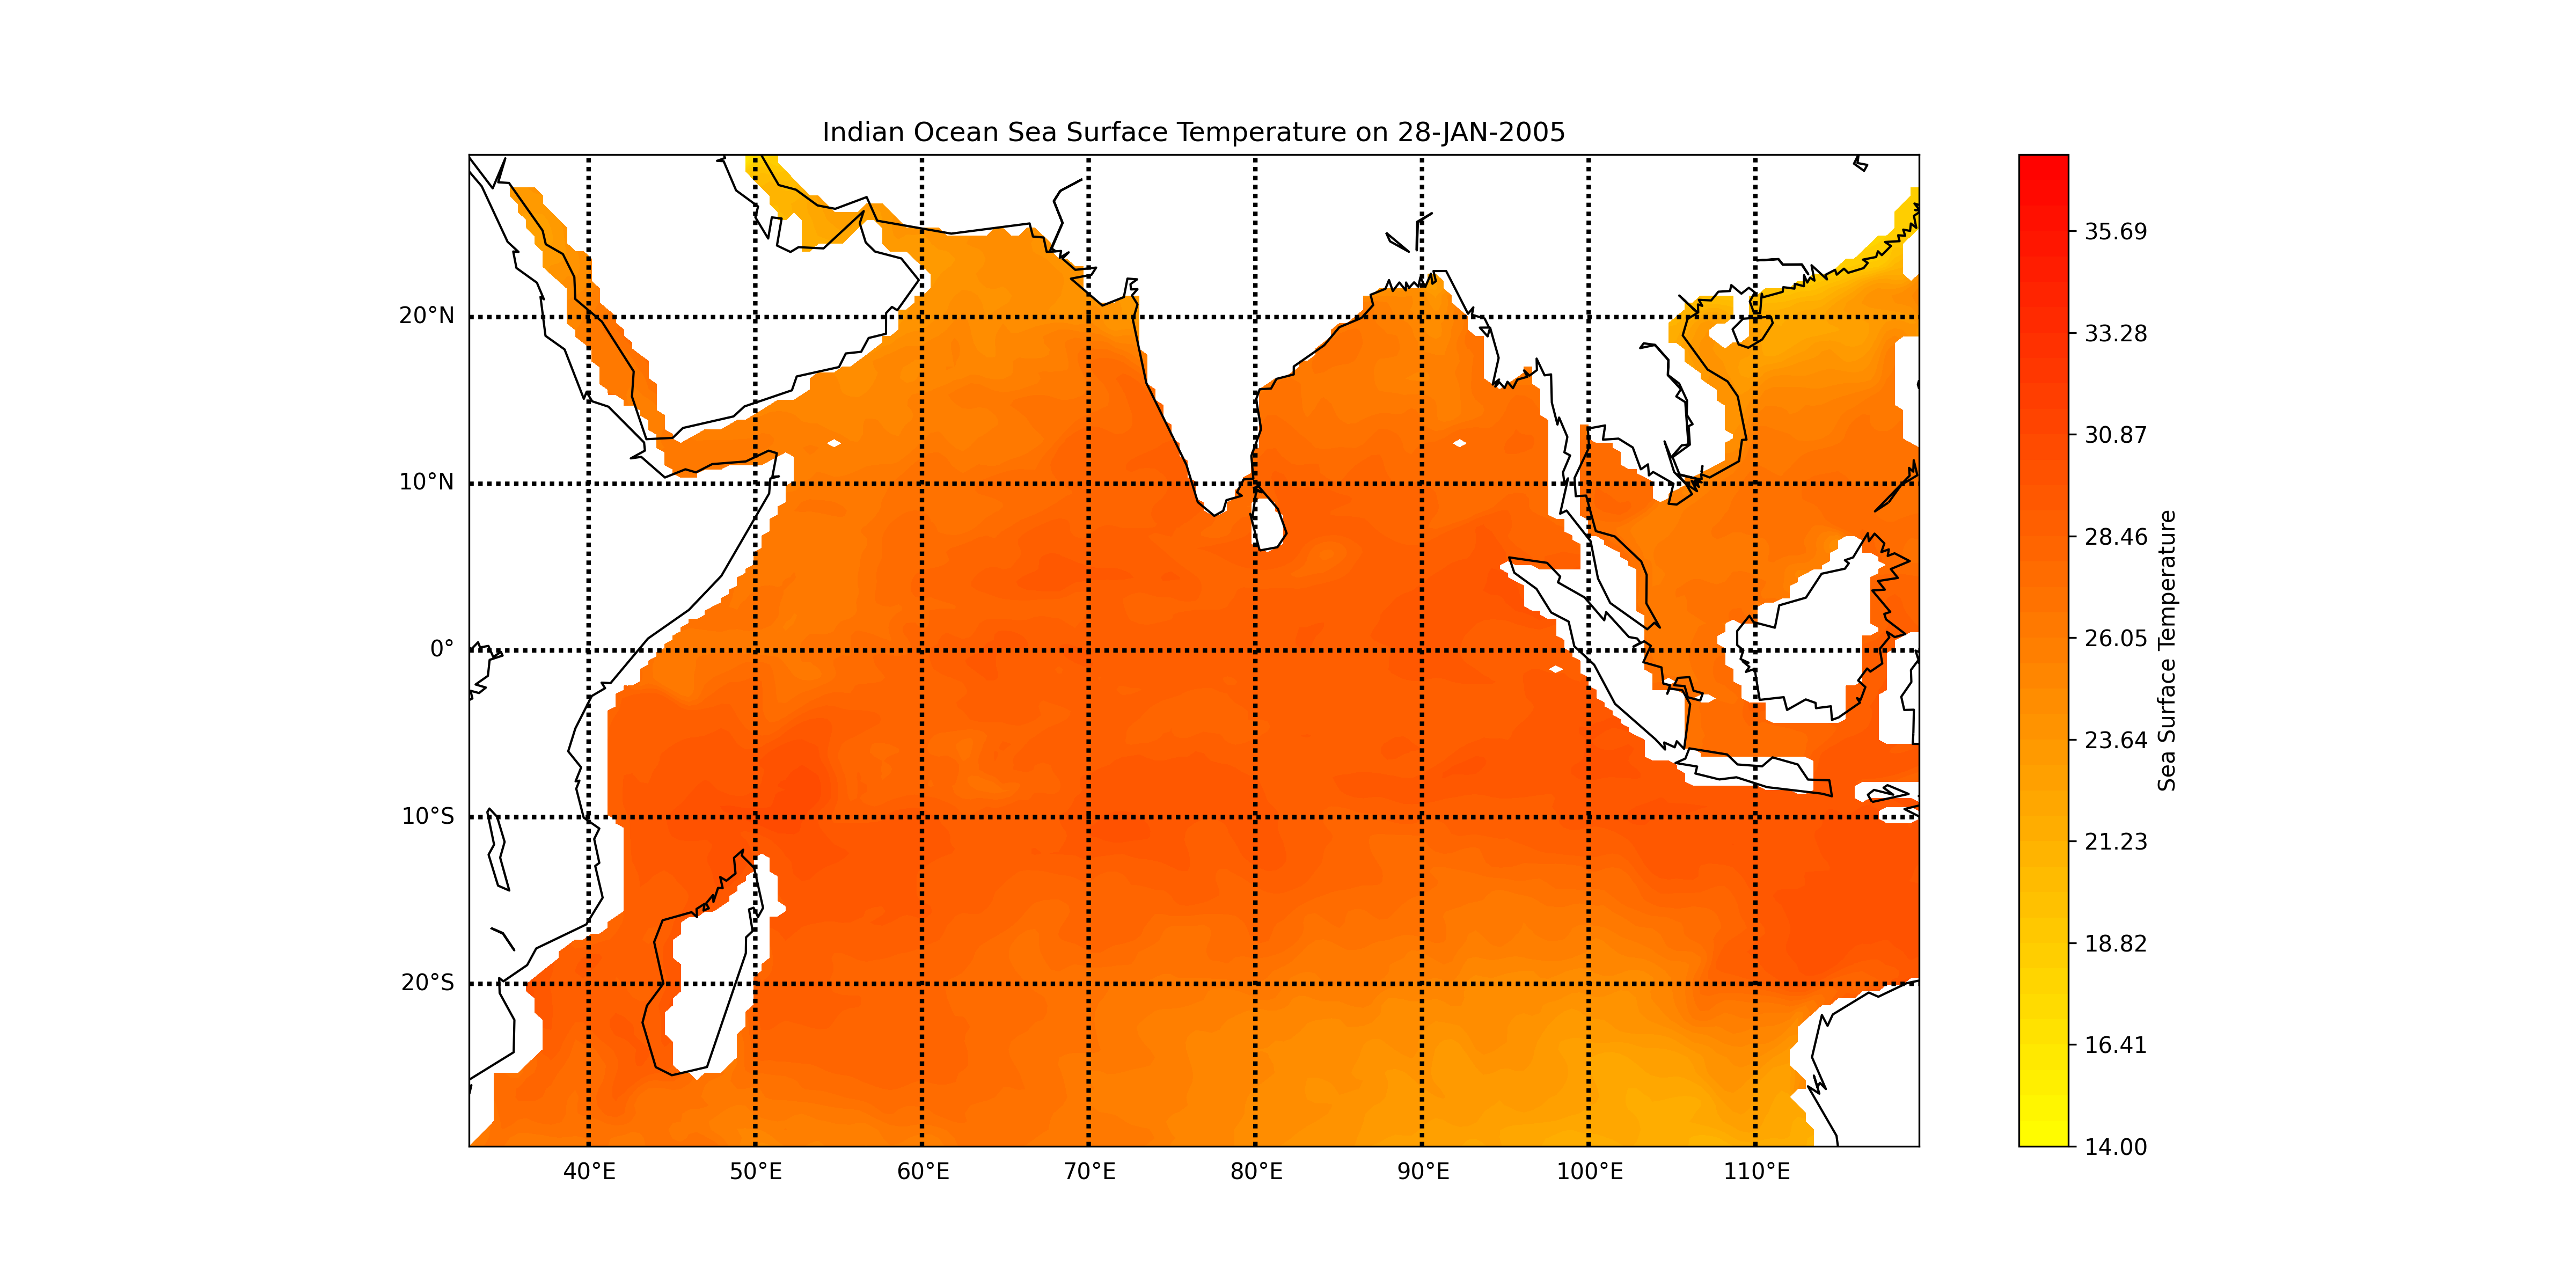 Indian Ocean Sea Surface Temperature on 28-JAN-2005
20°N
10°N
0°
10°S
20°S
40°E
50°E
60°E
70°E
80°E
90°E
100°E
110°E
35.69
33.28
30.87
28.46
26.05
23.64
21.23
18.82
16.41
14.00
Sea Surface Temperature